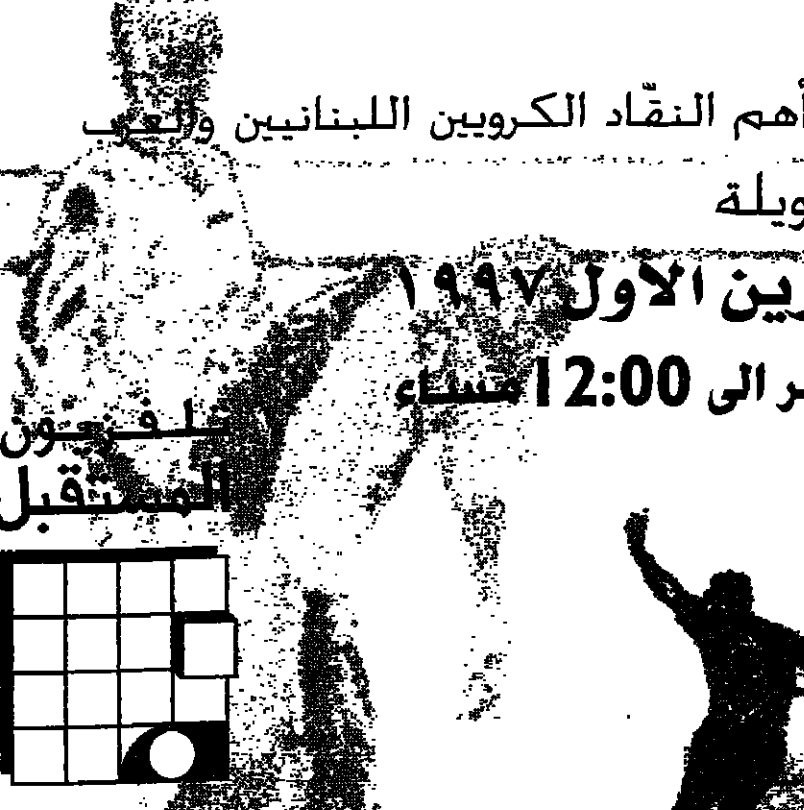 أهم النقّاد الكرويين اللبنانيين والعرب
ويلة
رين الاول ١٩٩٧
ر الى 12:00 مساء
تلفزيون
المستقبل